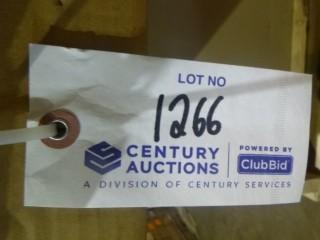 LOT NO
1266
CENTURY AUCTIONS
POWERED BY
ClubBid
A DIVISION OF CENTURY SERVICES